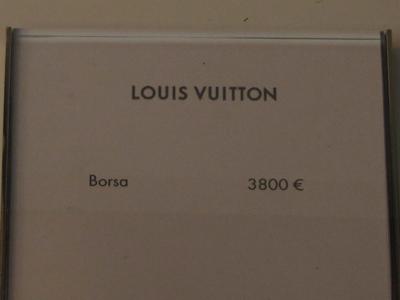 LOUIS VUITTON
Borsa 3800 €